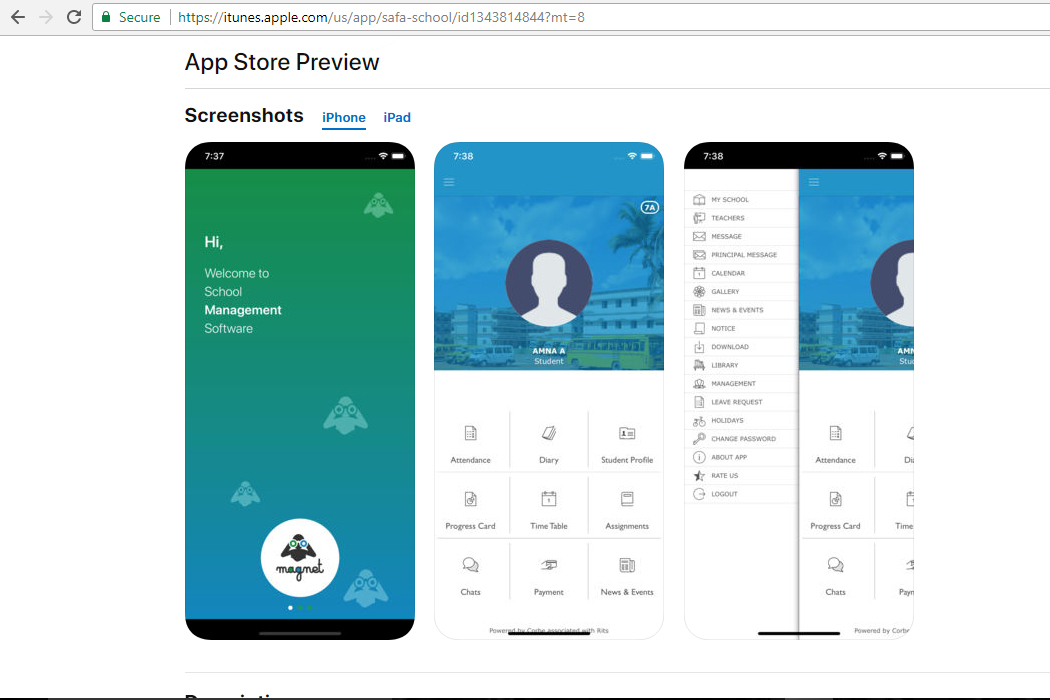 Secure https://itunes.apple.com/us/app/safa-school/id1343814844?mt=8
App Store Preview
Screenshots iPhone iPad
7:37
Hi,
Welcome to
School
Management
Software
magnet
7:38
7A
AMNA A
Student
Attendance Diary Student Profile
Progress Card Time Table Assignments
Chats Payment News & Events
Powered by Corbe associated with Rits
7:38
MY SCHOOL
TEACHERS
MESSAGE
PRINCIPAL MESSAGE
CALENDAR
GALLERY
NEWS & EVENTS
NOTICE
DOWNLOAD
LIBRARY
MANAGEMENT
LEAVE REQUEST
HOLIDAYS
CHANGE PASSWORD
ABOUT APP
RATE US
LOGOUT
AMN
Stu
Attendance Di
Progress Card Time
Chats Payn
Powered by Corbe